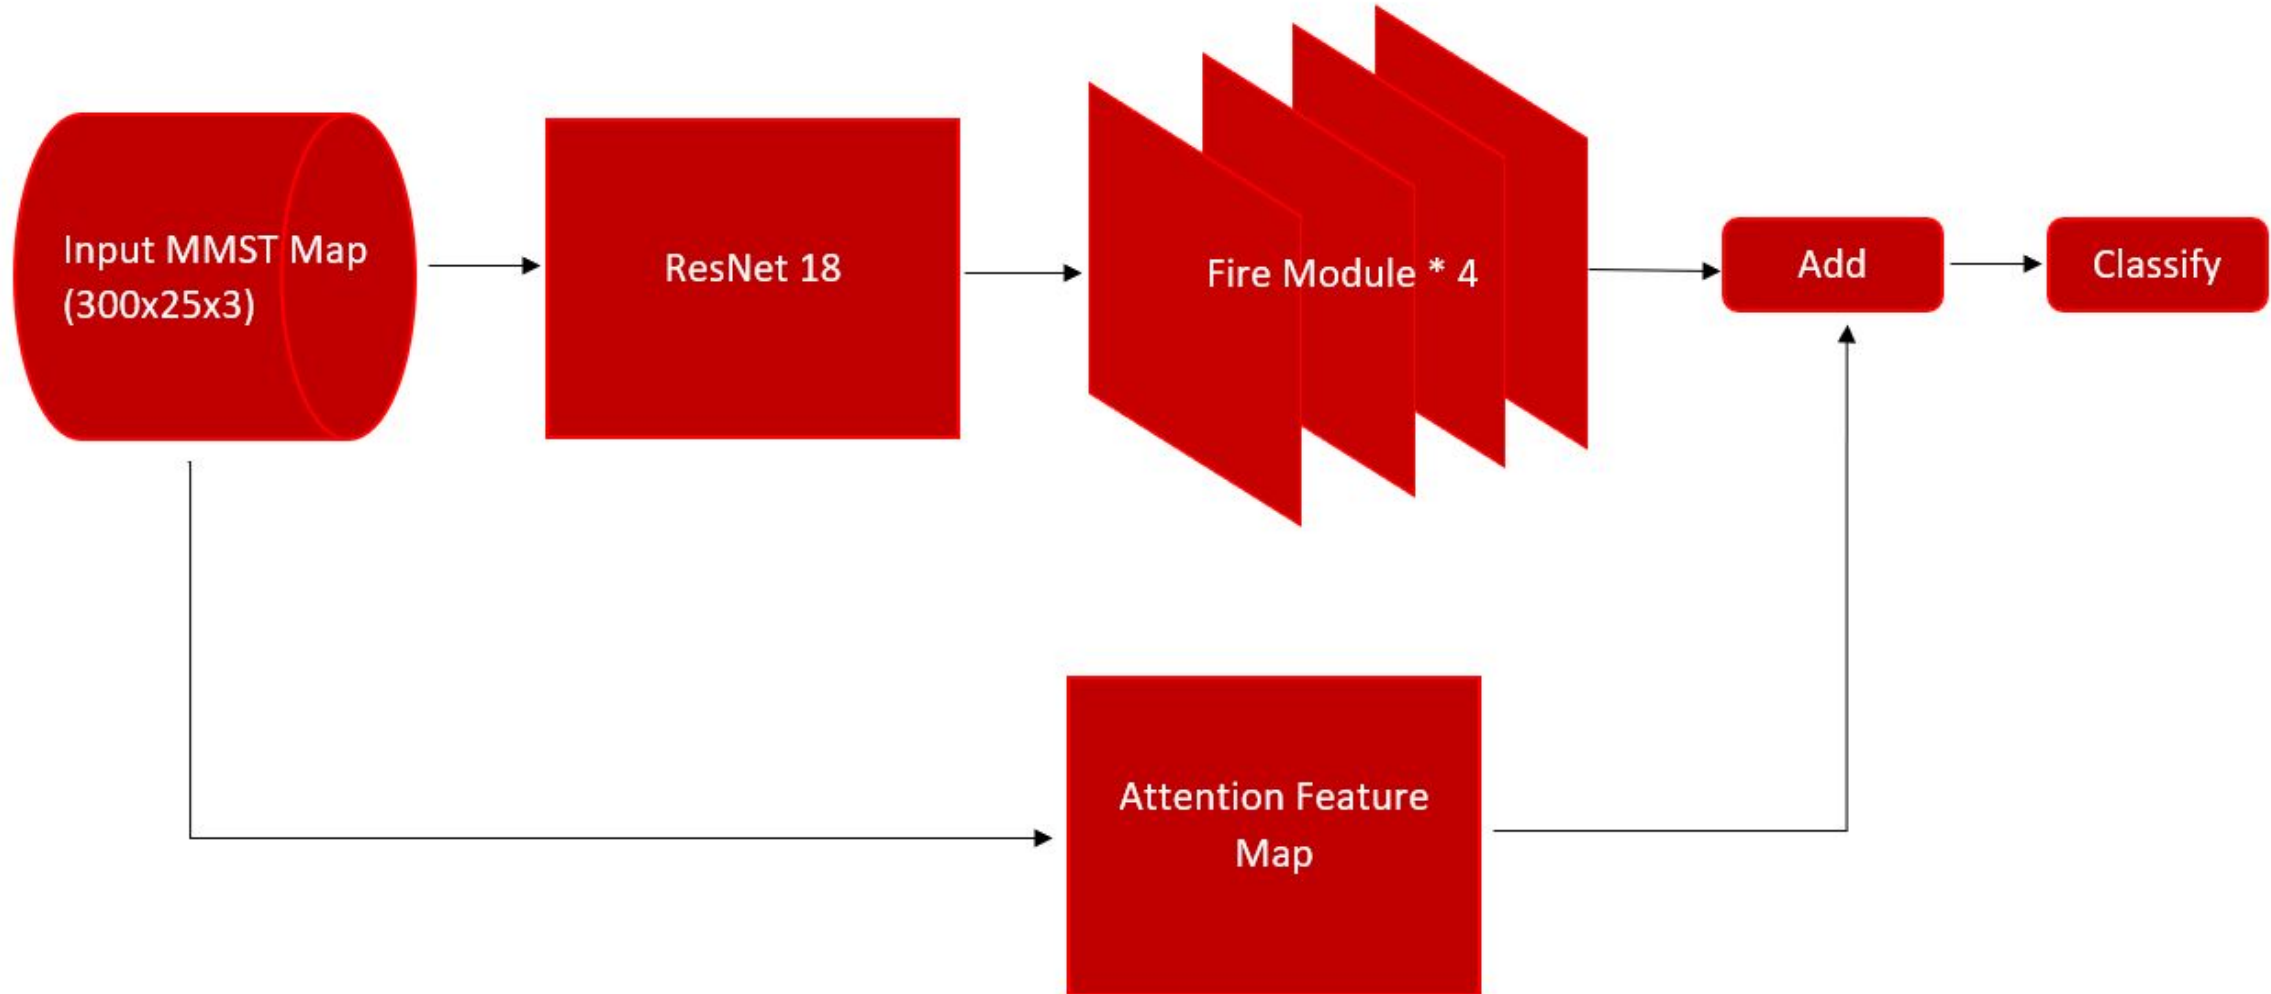 Input MMST Map
(300x25x3)
ResNet 18
Fire Module * 4
Add
Classify
Attention Feature
Map